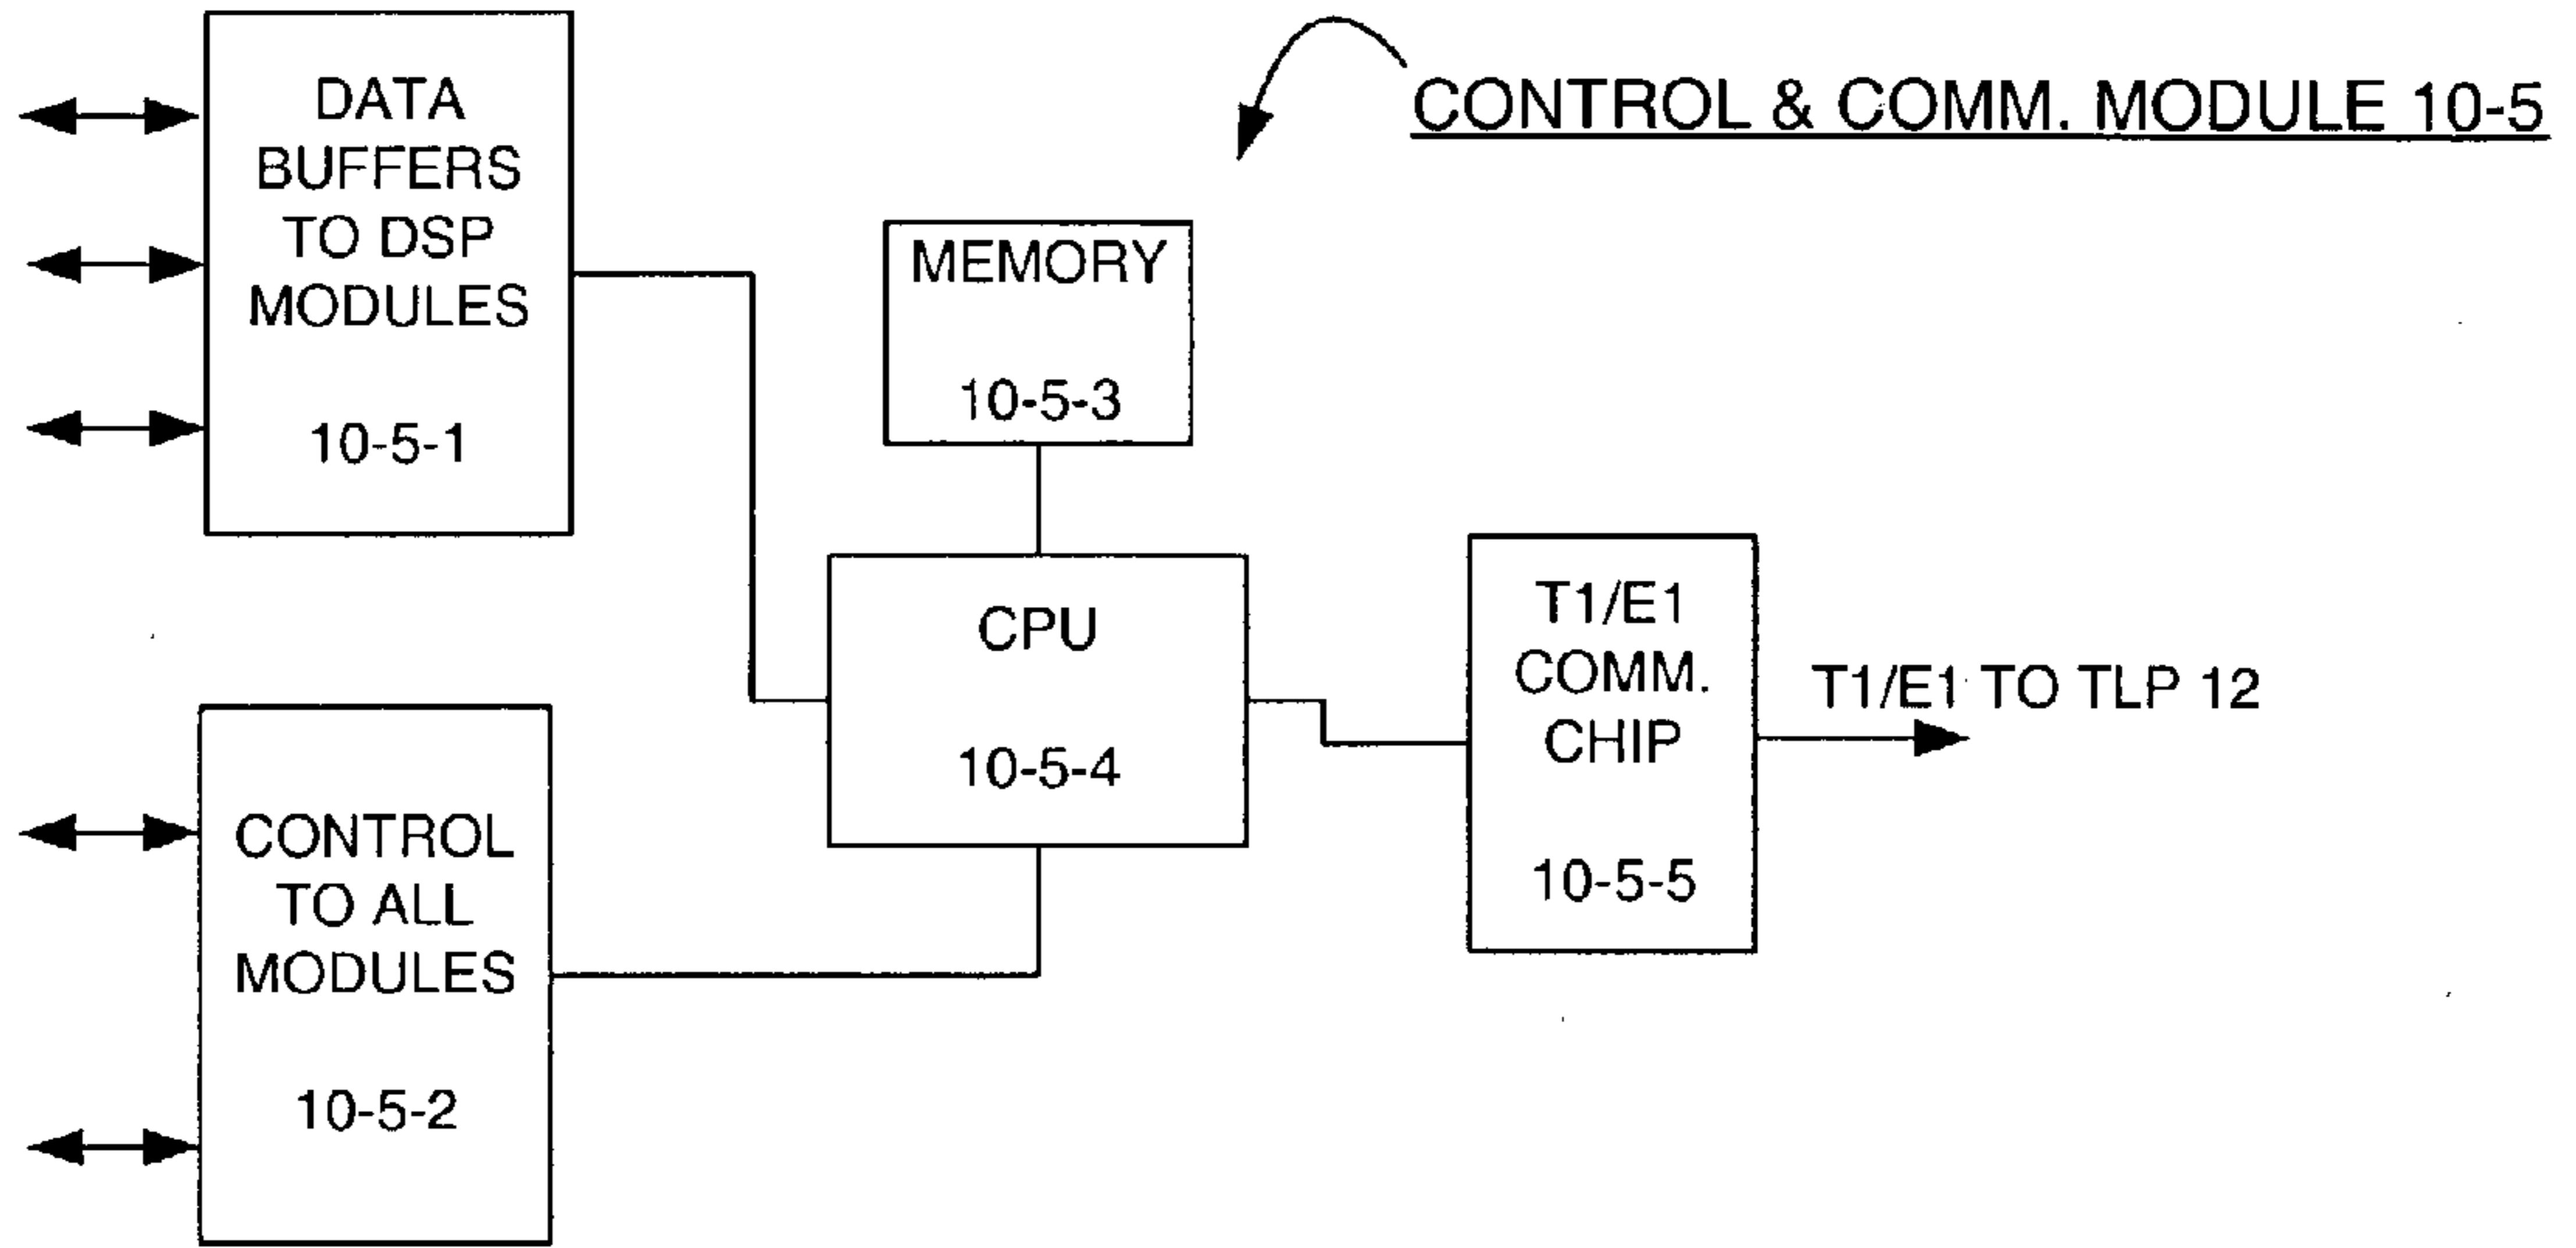 CONTROL & COMM. MODULE 10-5
DATA
BUFFERS
TO DSP
MODULES
10-5-1
MEMORY
10-5-3
CPU
10-5-4
T1/E1
COMM.
CHIP
10-5-5
T1/E1 TO TLP 12
CONTROL
TO ALL
MODULES
10-5-2